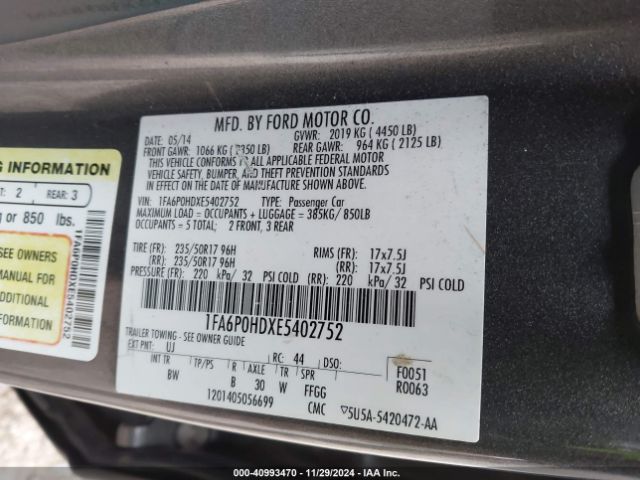 MFD. BY FORD MOTOR CO.
DATE: 05/14 GVWR: 2019 KG ( 4450 LB)
FRONT GAWR: 1066 KG ( 350 LB) REAR GAWR: 964 KG ( 2125 LB)
THIS VEHICLE CONFORMS TO ALL APPLICABLE FEDERAL MOTOR
VEHICLE SAFETY, BUMPER, AND THEFT PREVENTION STANDARDS
IN EFFECT ON THE DATE OF MANUFACTURE SHOWN ABOVE.
VIN: 1FA6P0HDXE5402752 TYPE: Passenger Car
MAXIMUM LOAD = OCCUPANTS + LUGGAGE = 385KG/ 850LB
OCCUPANTS = 5 TOTAL; 2 FRONT, 3 REAR
TIRE (FR): 235/50R17 96H RIMS (FR): 17x7.5J
(RR): 235/50R17 96H (RR): 17x7.5J
PRESSURE (FR): 220 kPa/ 32 PSI COLD (RR): 220 kPa/ 32 PSI COLD
1FA6P0HDXE5402752
TRAILER TOWING - SEE OWNER GUIDE
EXT PNT: UJ RC: 44 DSO: F0051
INT TR TP/PS R AXLE TR SPR R0063
BW B 30 W FFGG
1201405056699 CMC 5U5A-5420472-AA
G INFORMATION
: 2 REAR: 3
g or 850 lbs.
SEE OWNERS
MANUAL FOR
ADDITIONAL
INFORMATION
1FA6P0HDXE5402752
000-40993470 - 11/29/2024 - IAA Inc.